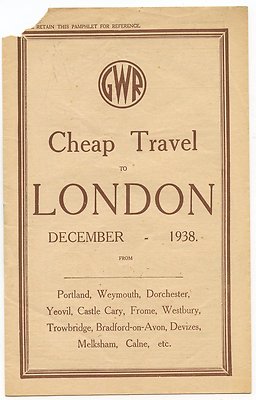 RETAIN THIS PAMPHLET FOR REFERENCE.
GWR
Cheap Travel
TO
LONDON
DECEMBER - 1938.
FROM
Portland, Weymouth, Dorchester,
Yeovil, Castle Cary, Frome, Westbury,
Trowbridge, Bradford-on-Avon, Devizes,
Melksham, Calne, etc.